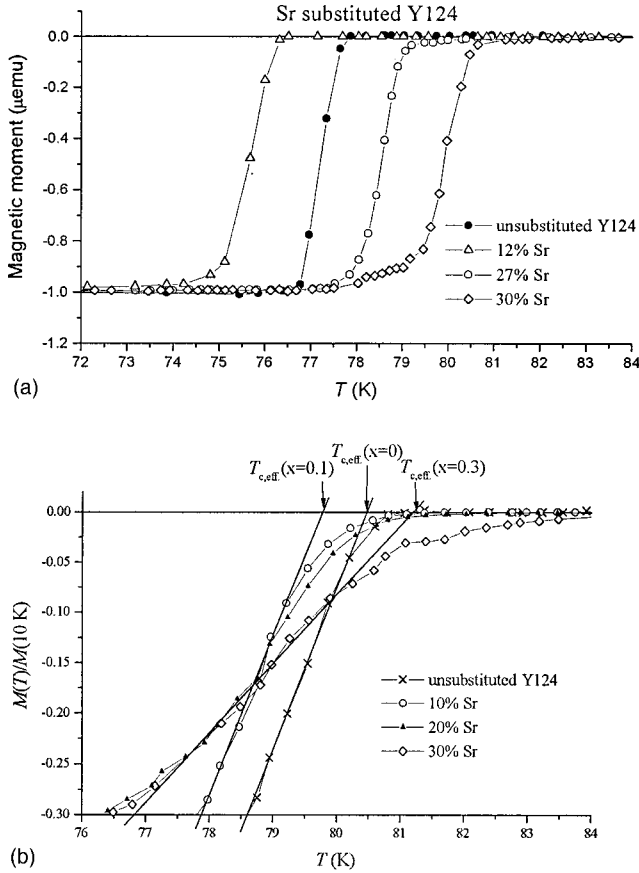 Sr substituted Y124
Magnetic moment (μemu)
0.0
-0.2
-0.4
-0.6
-0.8
-1.0
-1.2
unsubstituted Y124
12% Sr
27% Sr
30% Sr
72 73 74 75 76 77 78 79 80 81 82 83 84
(a)
T (K)
T c,eff.(x=0.1)
T c,eff.(x=0)
T c,eff.(x=0.3)
M(T)/M(10 K)
0.00
-0.05
-0.10
-0.15
-0.20
-0.25
-0.30
unsubstituted Y124
10% Sr
20% Sr
30% Sr
76 77 78 79 80 81 82 83 84
(b)
T (K)